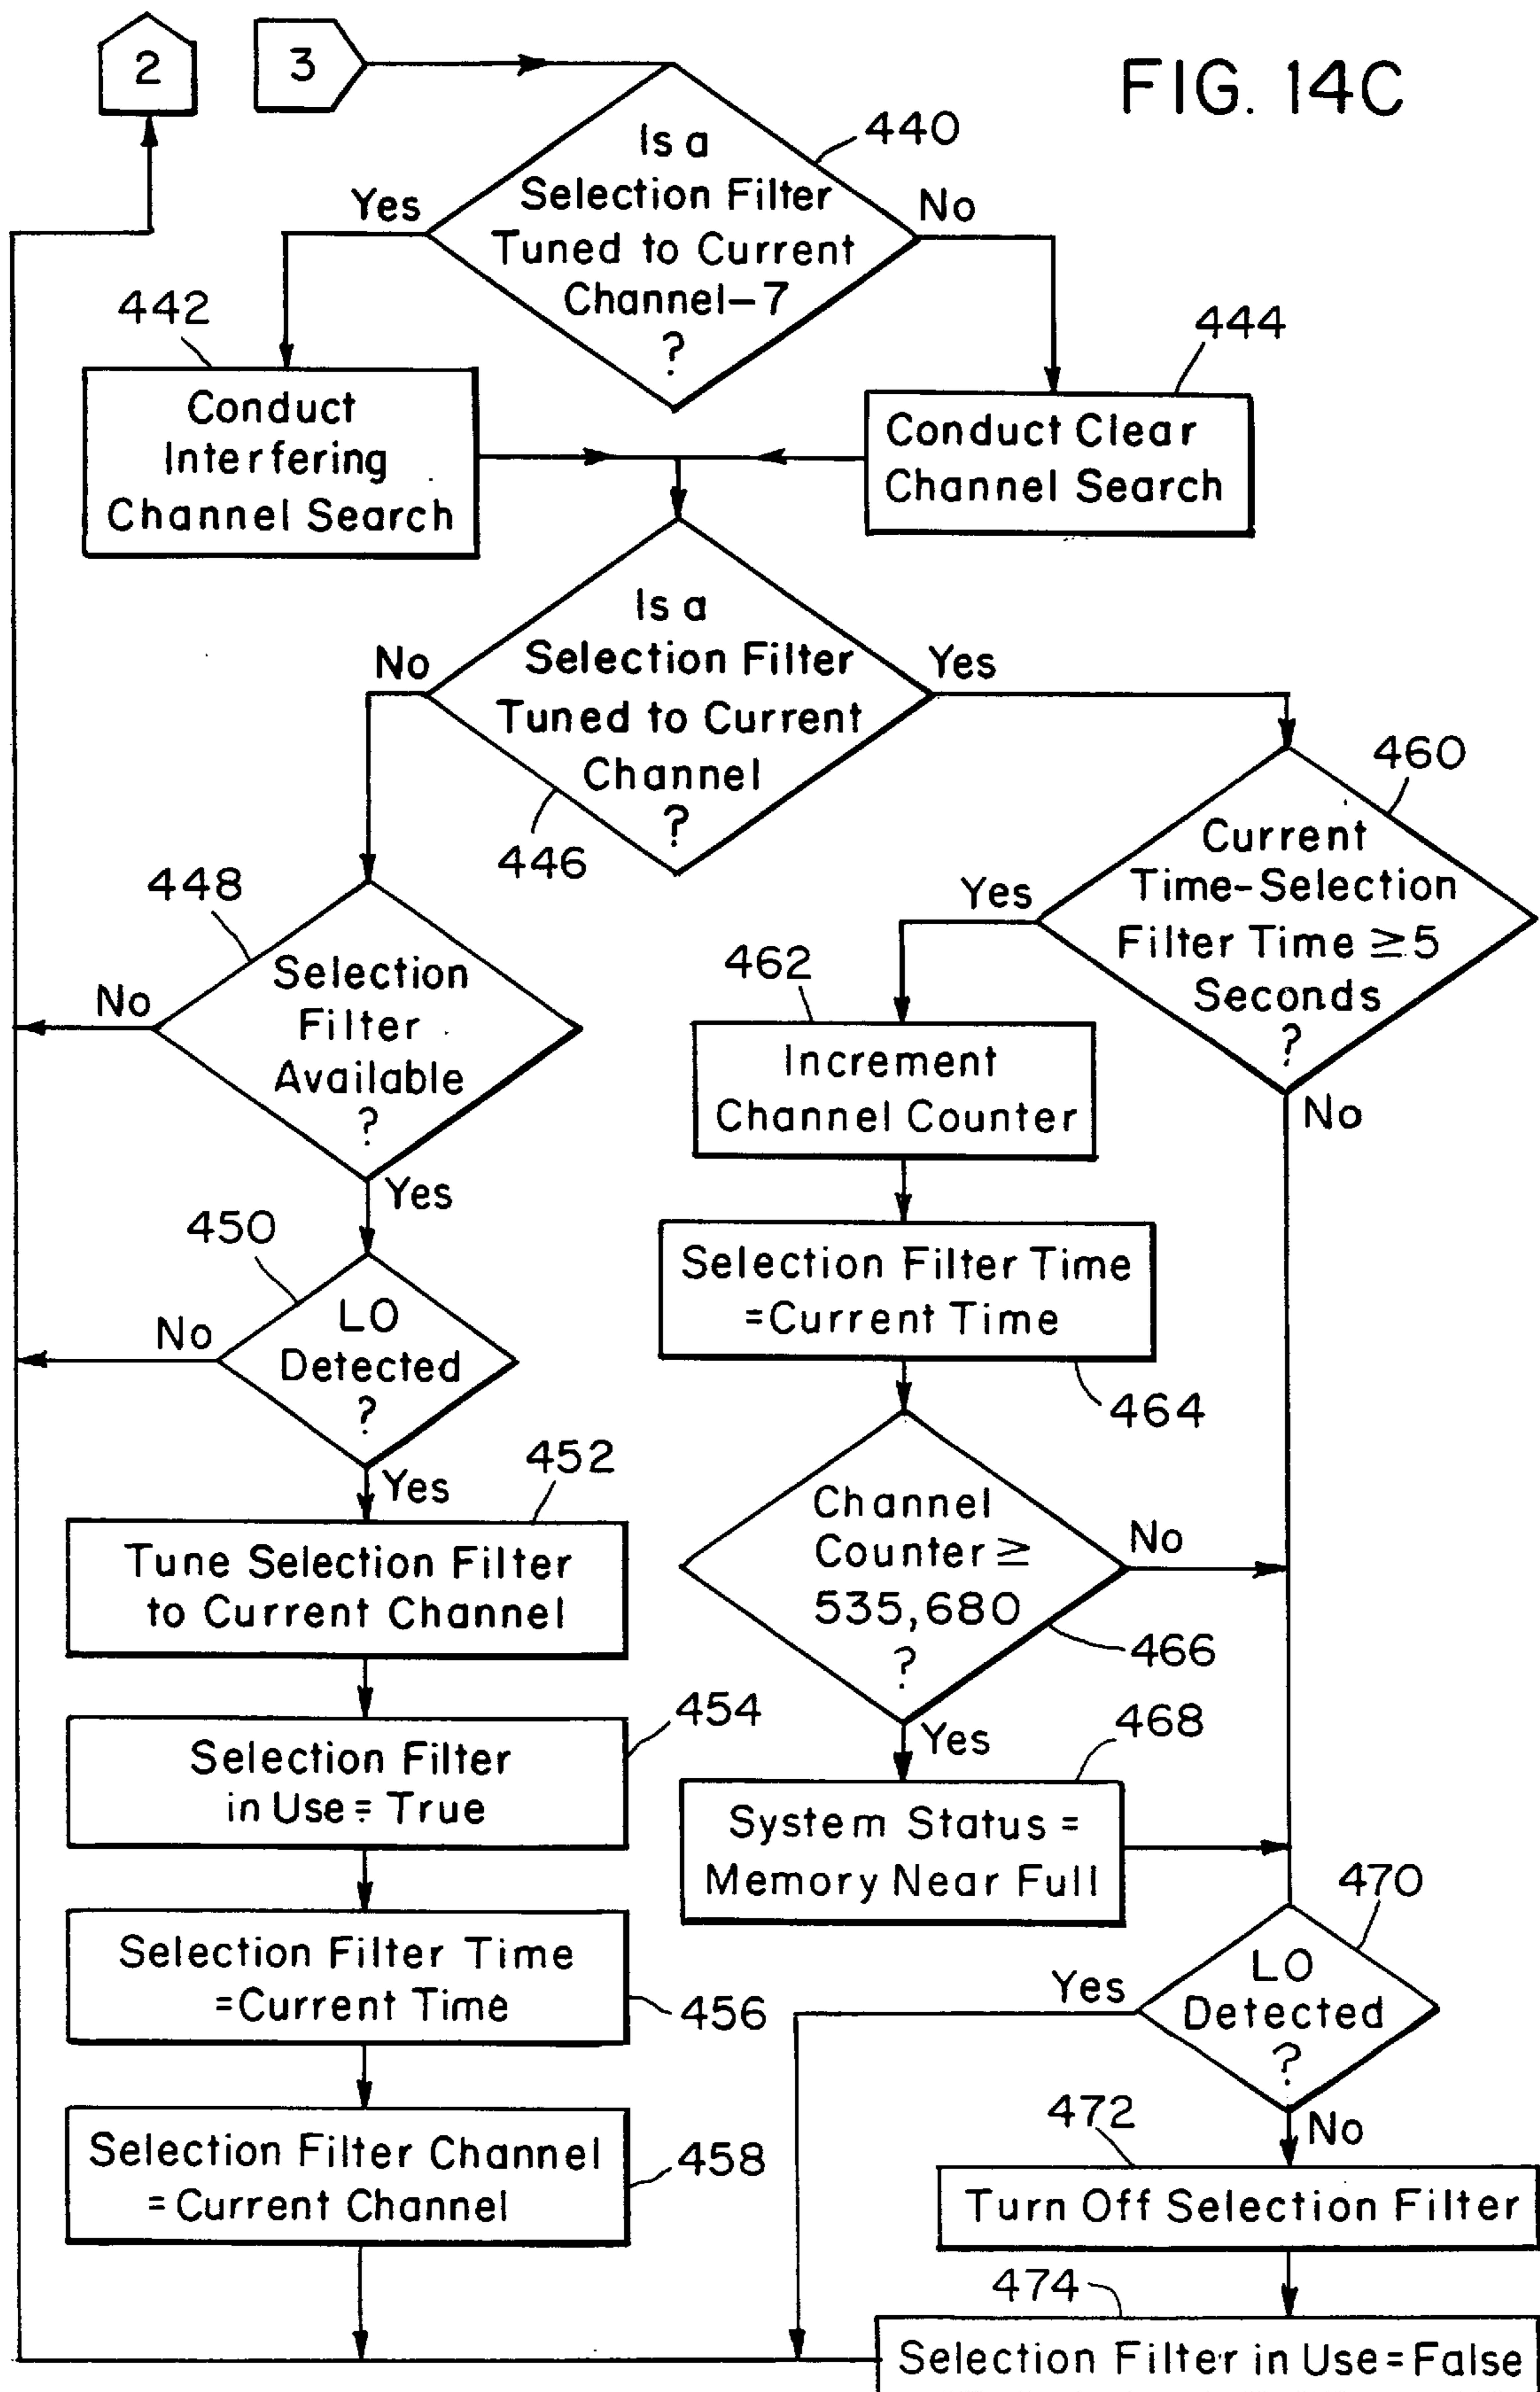 2
3
FIG. 14C
440
Is a
Selection Filter
Tuned to Current
Channel-7
?
Yes
No
442
Conduct
Interfering
Channel Search
444
Conduct Clear
Channel Search
Is a
Selection Filter
Tuned to Current
Channel
?
446
No
Yes
448
Selection
Filter
Available
?
No
Yes
460
Current
Time-Selection
Filter Time ≥5
Seconds
?
Yes
No
462
Increment
Channel Counter
450
LO
Detected
?
No
Yes
Selection Filter Time
=Current Time
464
452
Tune Selection Filter
to Current Channel
Channel
Counter ≥
535,680
?
466
No
Yes
454
Selection Filter
in Use = True
468
System Status =
Memory Near Full
456
Selection Filter Time
=Current Time
470
LO
Detected
?
Yes
No
458
Selection Filter Channel
=Current Channel
472
Turn Off Selection Filter
474
Selection Filter in Use=False